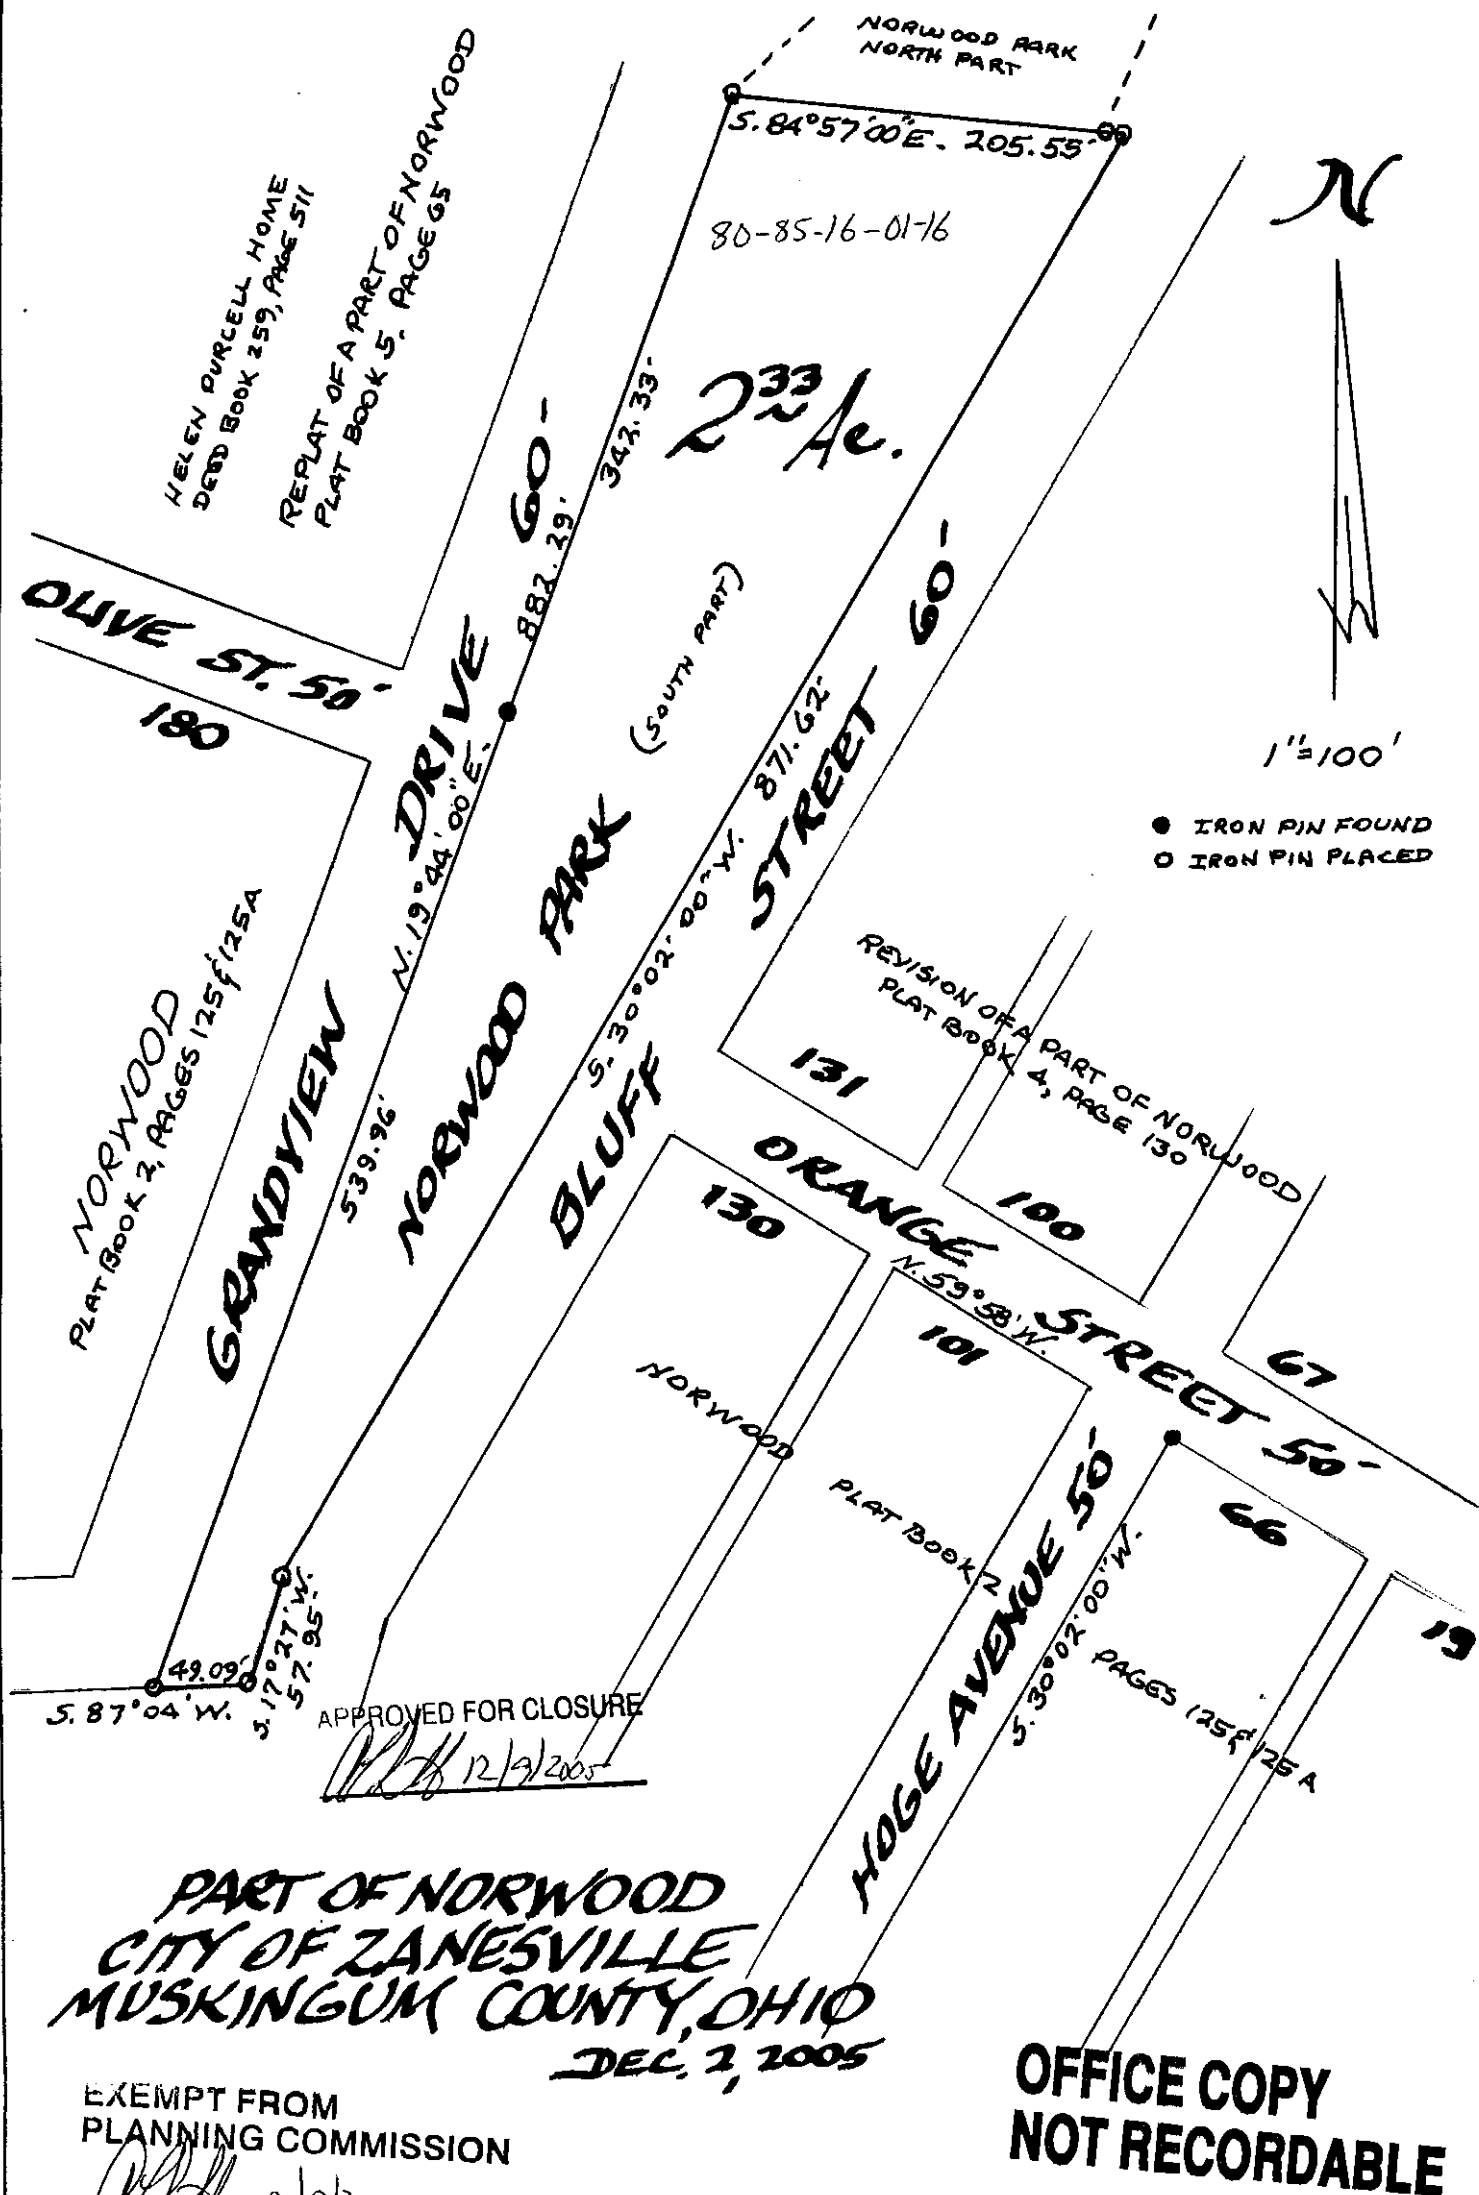 NORWOOD PARK
NORTH PART
S. 84°57'00"E. 205.55'
80-85-16-01-16
N
HELEN PURCELL HOME
DEED BOOK 259, PAGE 511
REPLAT OF A PART OF NORWOOD
PLAT BOOK 5. PAGE 65
2 33 Ac.
342.33'
882.29'
N. 19°44'00"E.
539.96'
GRANDVIEW DRIVE 60'
OLIVE ST. 50'
180
1"=100'
● IRON PIN FOUND
○ IRON PIN PLACED
NORWOOD PARK (SOUTH PART)
S. 30°02'00"W. 871.62'
BLUFF STREET 60'
NORWOOD
PLAT BOOK 2, PAGES 125 & 125A
REVISION OF A PART OF NORWOOD
PLAT BOOK 4, PAGE 130
131
100
130
ORANGE STREET 50'
N. 59°58'W.
101
67
66
19
NORWOOD PLAT BOOK 2 PAGES 125 & 125A
HOGE AVENUE 50'
S. 30°02'00"W.
49.09'
S. 87°04'W.
S. 17°27'W.
57.95'
APPROVED FOR CLOSURE
12/9/2005
PART OF NORWOOD
CITY OF ZANESVILLE
MUSKINGUM COUNTY, OHIO
DEC. 2, 2005
EXEMPT FROM
PLANNING COMMISSION
OFFICE COPY
NOT RECORDABLE